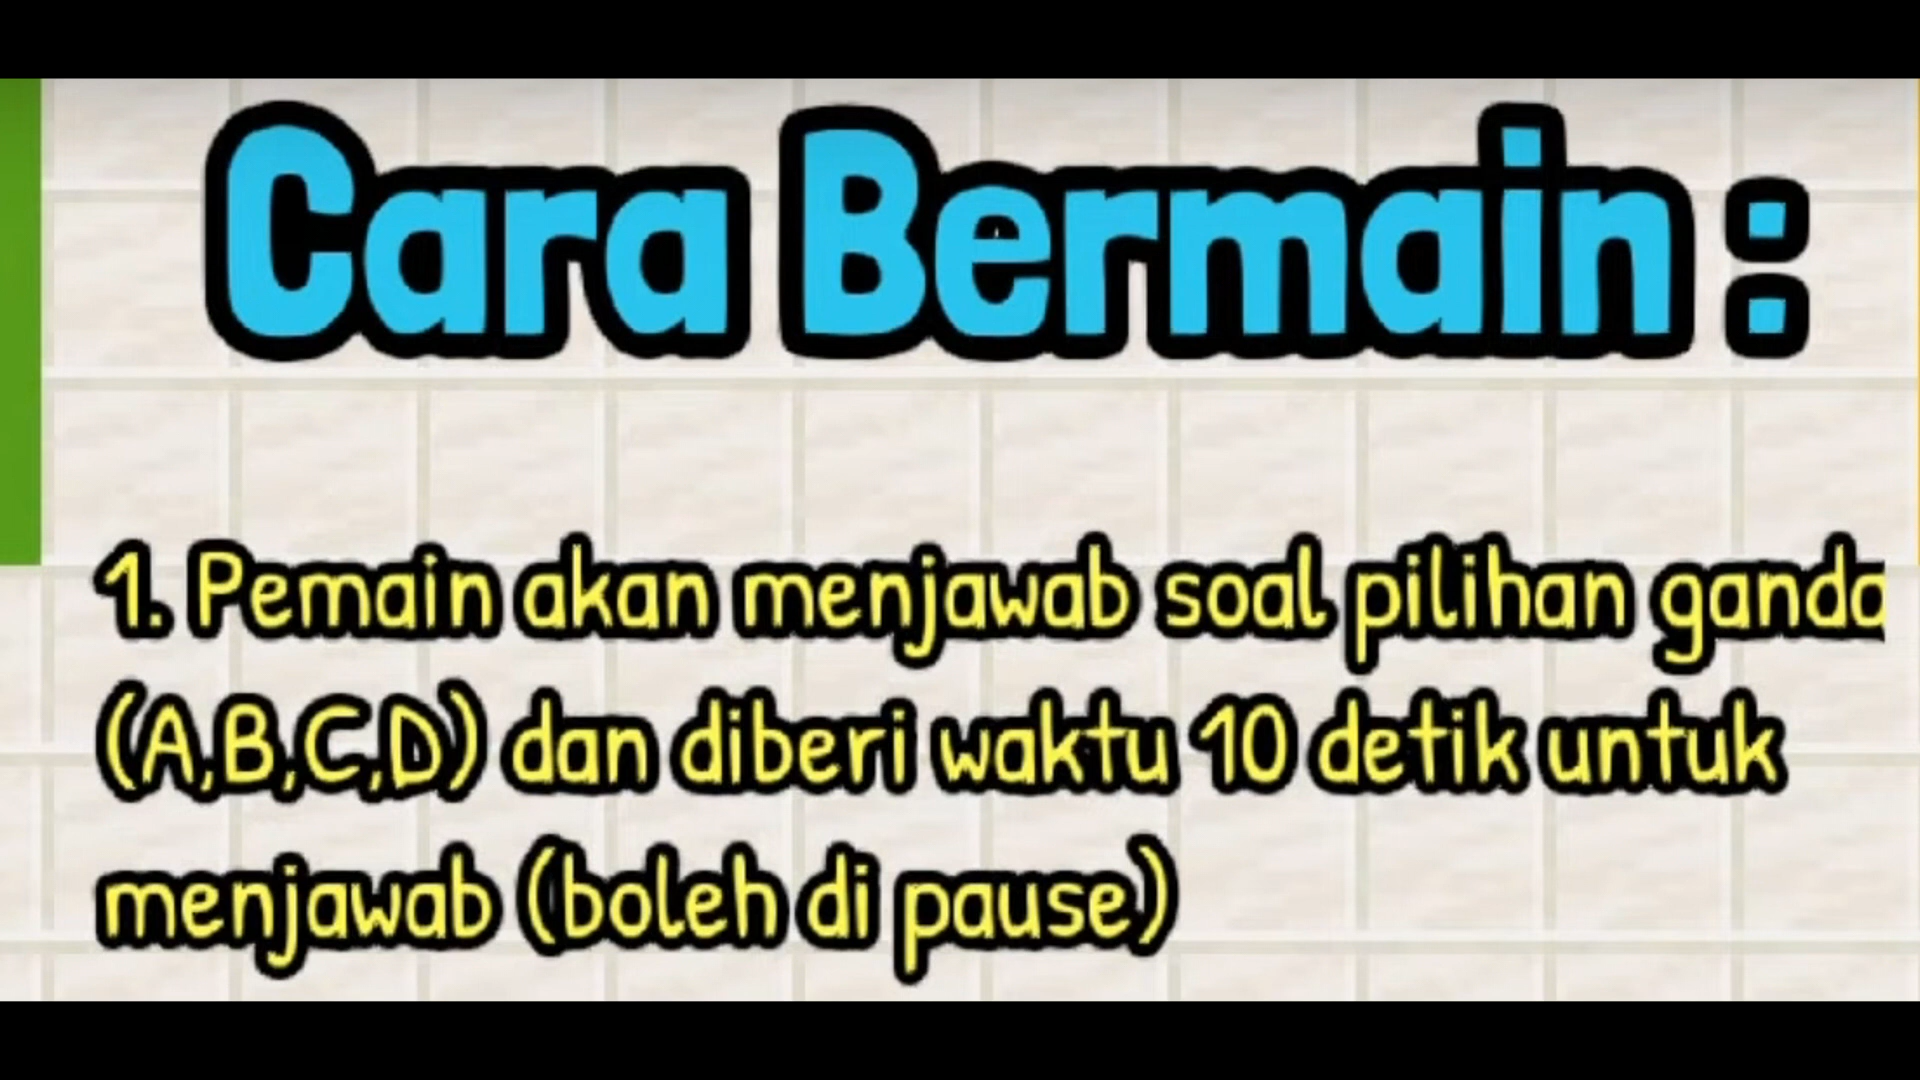 Cara Bermain :
1. Pemain akan menjawab soal pilihan ganda
(A,B,C,D) dan diberi waktu 10 detik untuk
menjawab (boleh di pause)